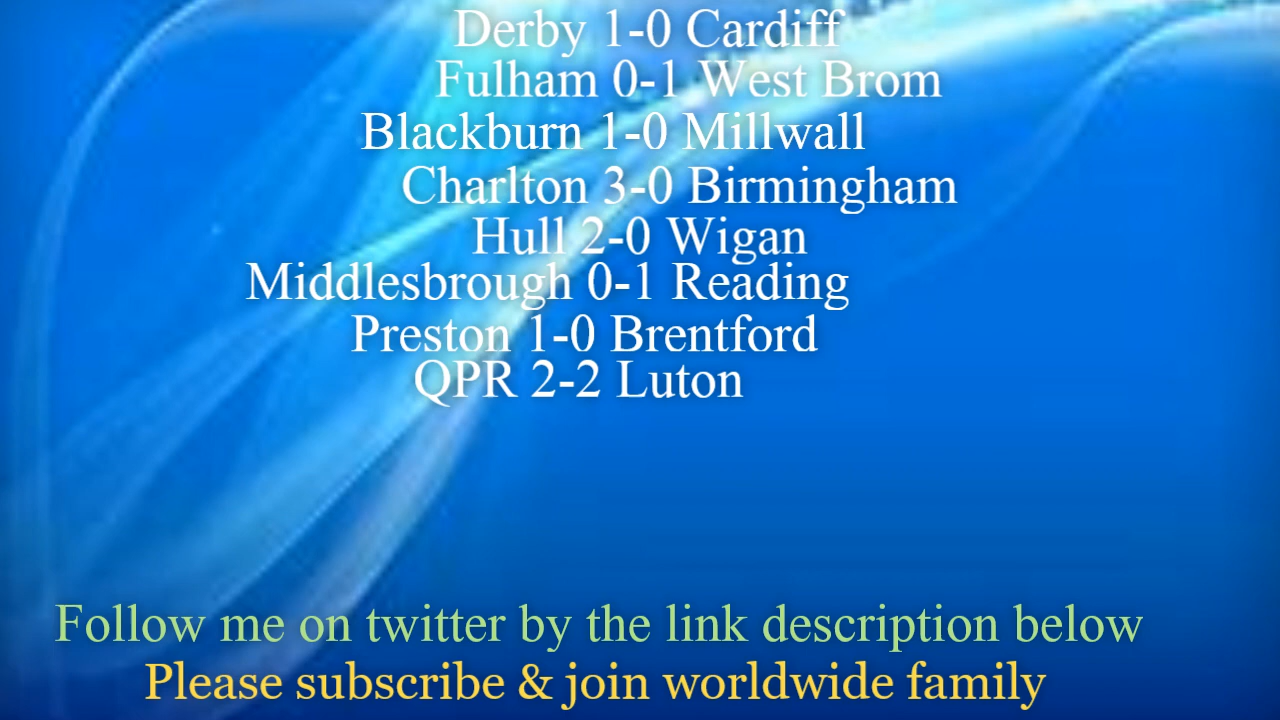 Derby 1-0 Cardiff
Fulham 0-1 West Brom
Blackburn 1-0 Millwall
Charlton 3-0 Birmingham
Hull 2-0 Wigan
Middlesbrough 0-1 Reading
Preston 1-0 Brentford
QPR 2-2 Luton
Follow me on twitter by the link description below
Please subscribe & join worldwide family